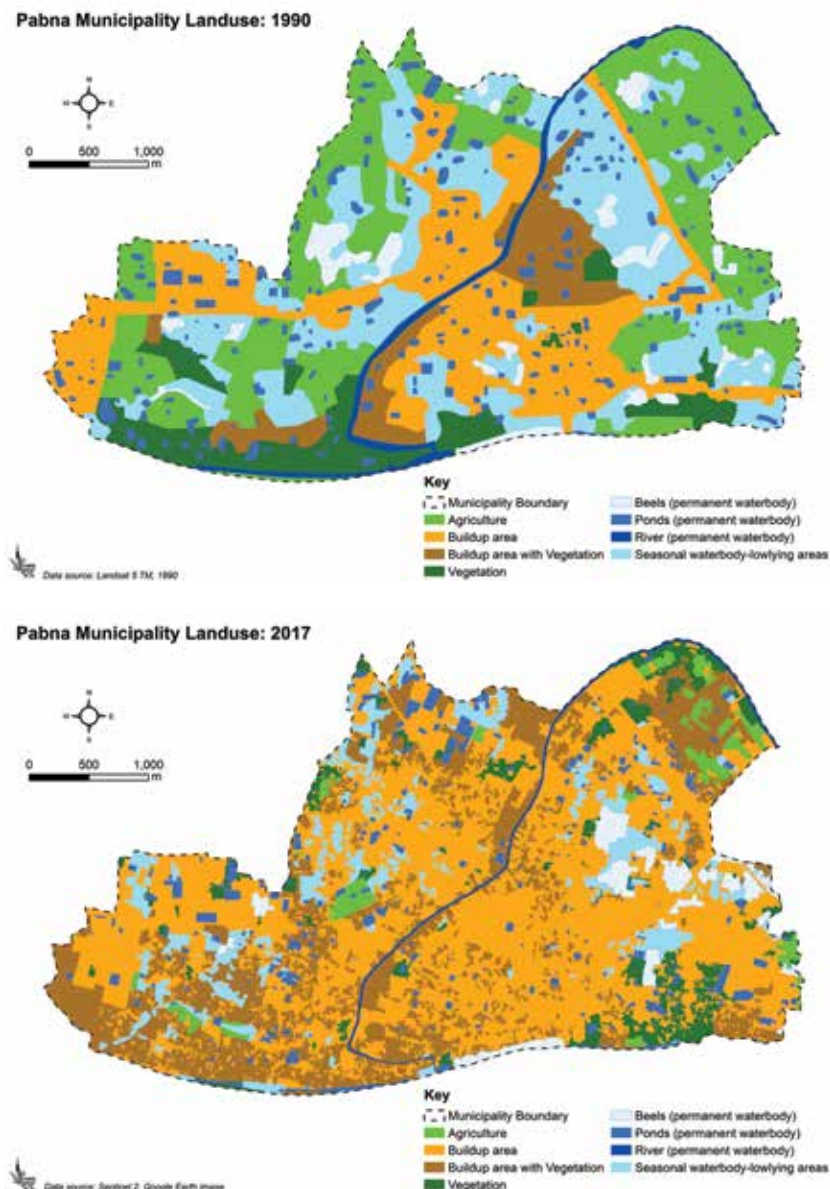 Pabna Municipality Landuse: 1990
N
W E
S
0 500 1,000
m
Key
Municipality Boundary
Agriculture
Buildup area
Buildup area with Vegetation
Vegetation
Beels (permanent waterbody)
Ponds (permanent waterbody)
River (permanent waterbody)
Seasonal waterbody-lowlying areas
Data source: Landsat 5 TM; 1990
Pabna Municipality Landuse: 2017
N
W E
S
0 500 1,000
m
Key
Municipality Boundary
Agriculture
Buildup area
Buildup area with Vegetation
Vegetation
Beels (permanent waterbody)
Ponds (permanent waterbody)
River (permanent waterbody)
Seasonal waterbody-lowlying areas
Data source: Sentinel 2, Google Earth image